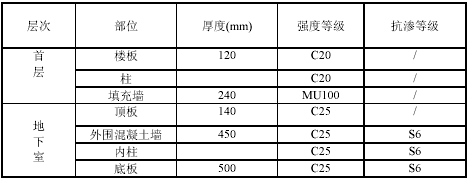 层次 部位 厚度(mm) 强度等级 抗渗等级
首层 楼板 120 C20 /
柱 C20 /
填充墙 240 MU100 /
地下室 顶板 140 C25 /
外围混凝土墙 450 C25 S6
内柱 C25 S6
底板 500 C25 S6